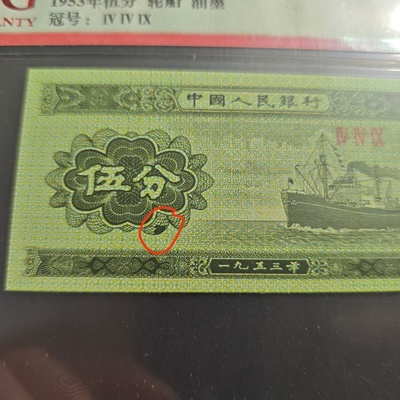 G
RANTY
1953年伍分 轮船 油墨
冠号: IV IV IX
中國人民銀行
IV IV IX
伍分
一九五三年